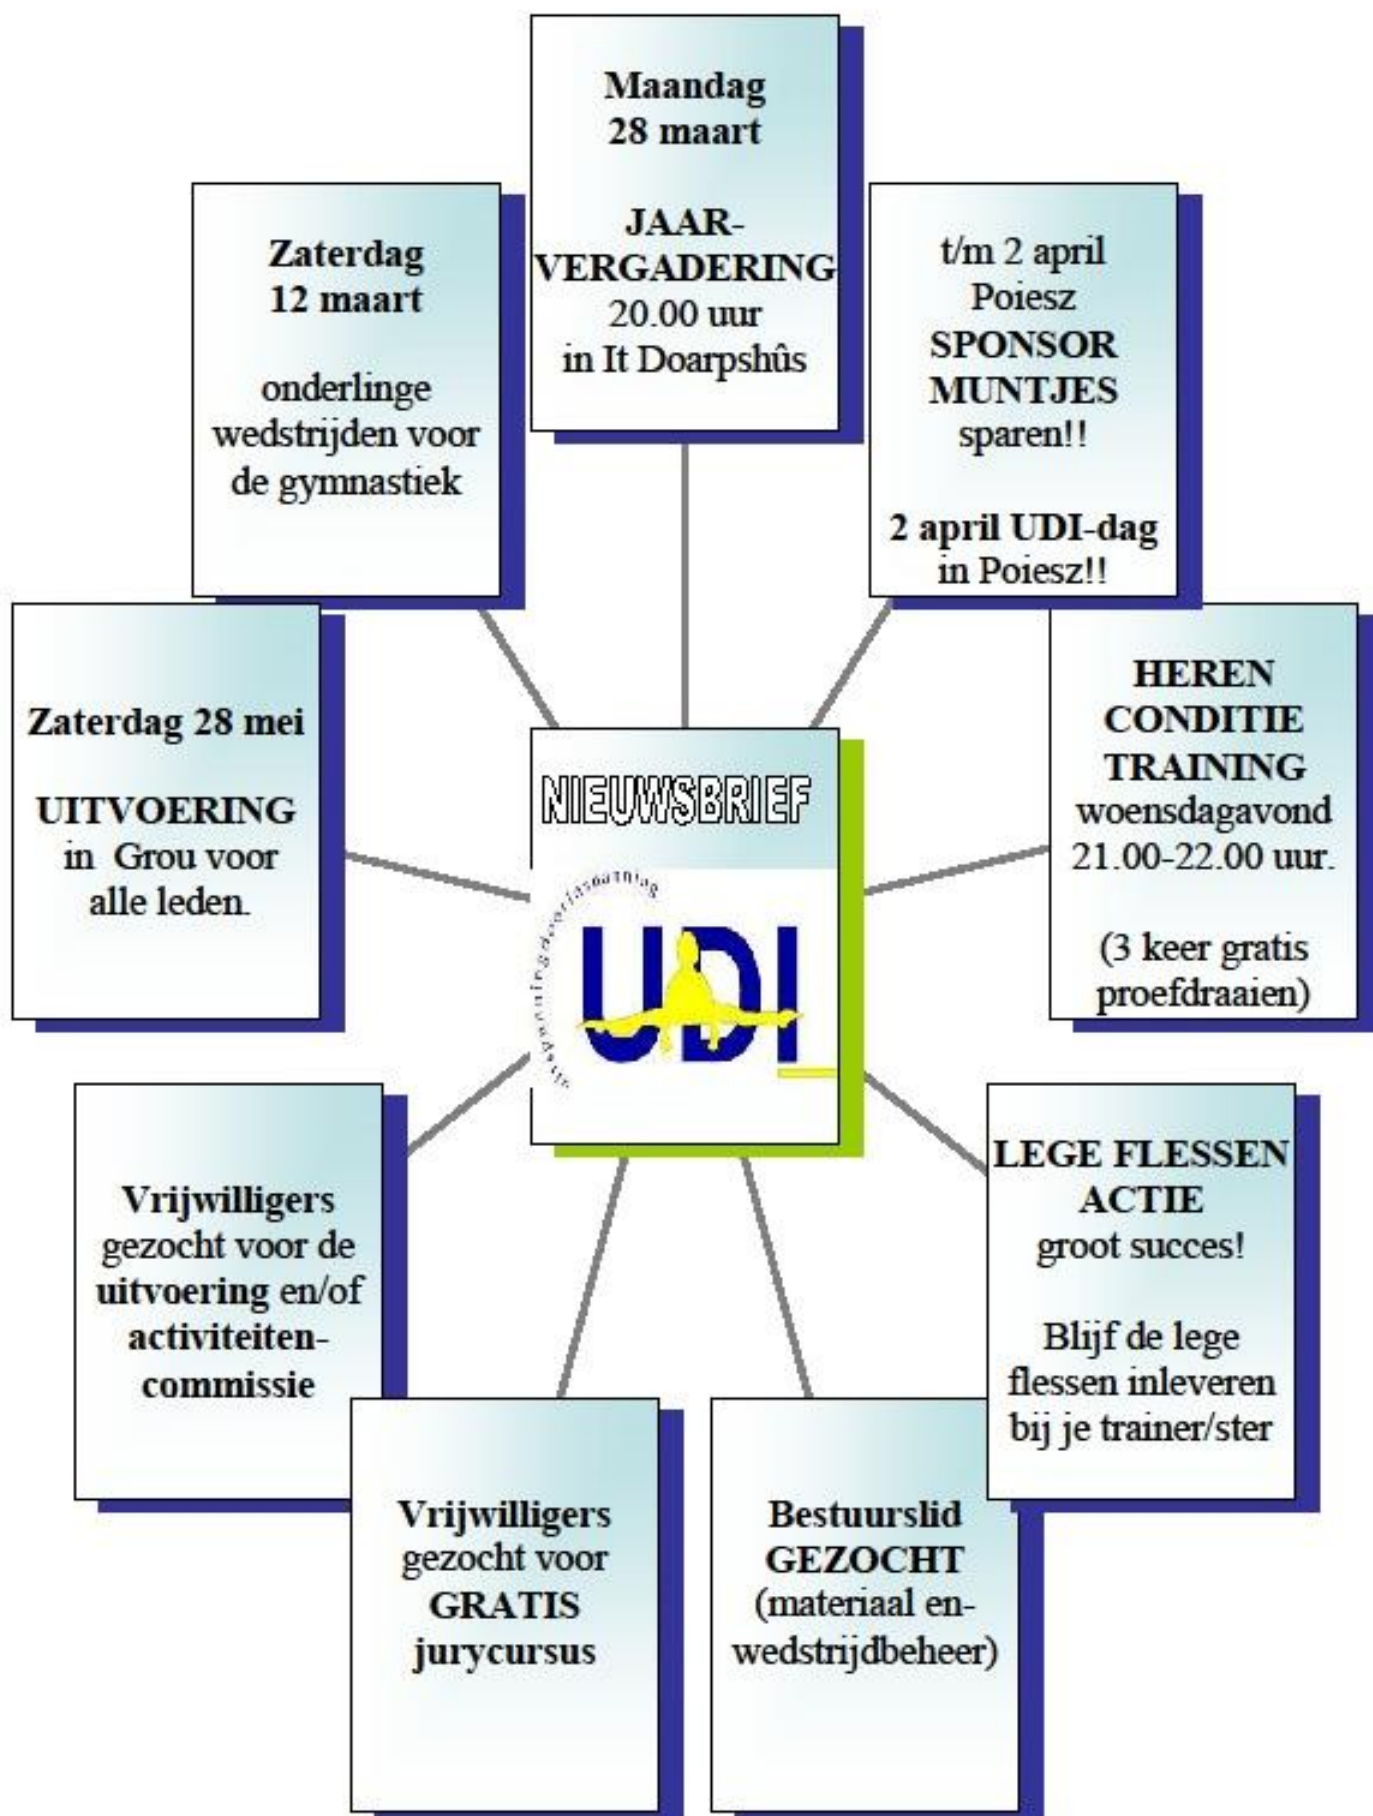 Maandag
28 maart
JAAR-
VERGADERING
20.00 uur
in It Doarpshûs
t/m 2 april
Poiesz
SPONSOR
MUNTJES
sparen!!
2 april UDI-dag
in Poiesz!!
HEREN
CONDITIE
TRAINING
woensdagavond
21.00-22.00 uur.
(3 keer gratis
proefdraaien)
LEGE FLESSEN
ACTIE
groot succes!
Blijf de lege
flessen inleveren
bij je trainer/ster
Bestuurslid
GEZOCHT
(materiaal en-
wedstrijdbeheer)
Vrijwilligers
gezocht voor
GRATIS
jurycursus
Vrijwilligers
gezocht voor de
uitvoering en/of
activiteiten-
commissie
Zaterdag 28 mei
UITVOERING
in Grou voor
alle leden.
Zaterdag
12 maart
onderlinge
wedstrijden voor
de gymnastiek
NIEUWSBRIEF
uitspanningdoorinspanning
UDI